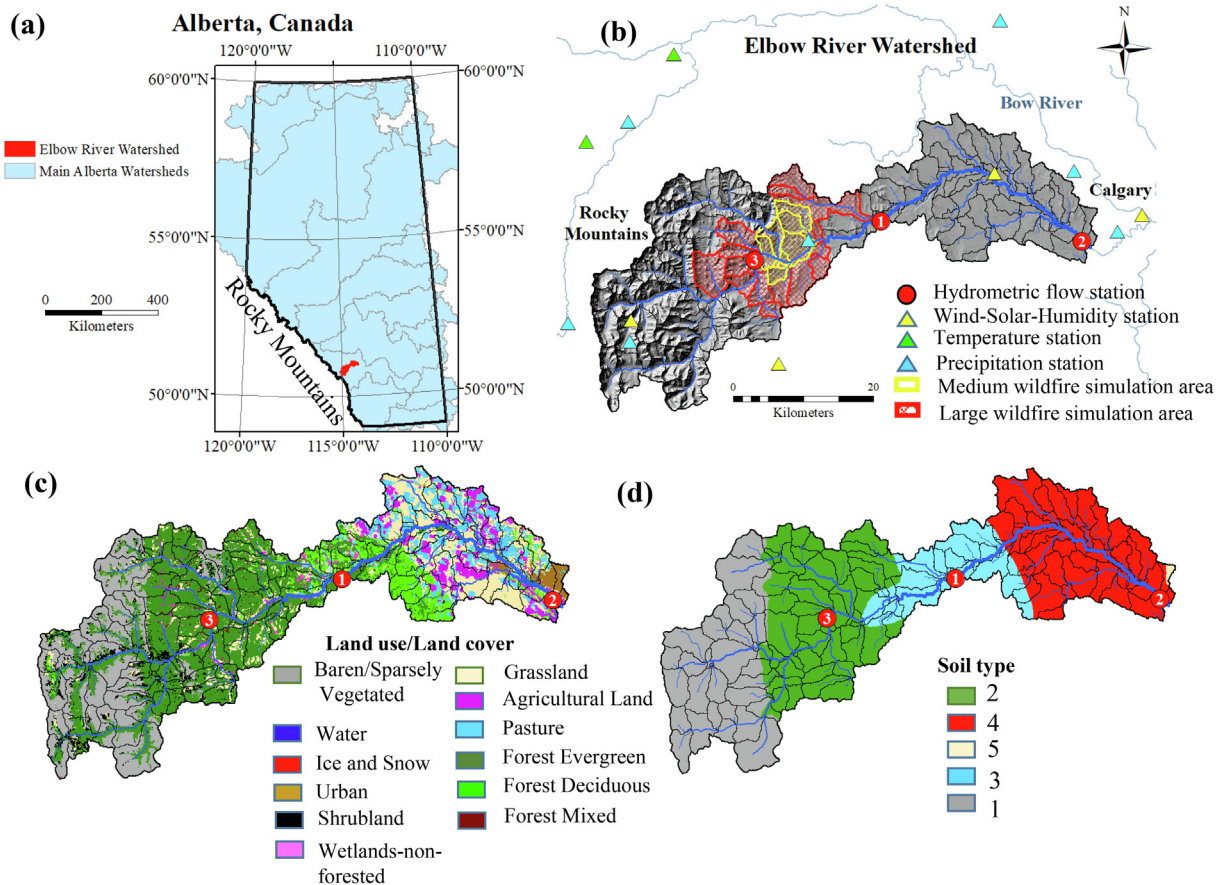 (a)
Alberta, Canada
120°0'0"W
110°0'0"W
60°0'0"N
60°0'0"N
Elbow River Watershed
Main Alberta Watersheds
55°0'0"N
55°0'0"N
0 200 400
Kilometers
Rocky Mountains
50°0'0"N
50°0'0"N
120°0'0"W
115°0'0"W
110°0'0"W
(b)
Elbow River Watershed
N
Bow River
Calgary
Rocky
Mountains
1
2
3
Hydrometric flow station
Wind-Solar-Humidity station
Temperature station
Precipitation station
Medium wildfire simulation area
Large wildfire simulation area
0 20
Kilometers
(c)
1
2
3
Land use/Land cover
Baren/Sparsely
Vegetated
Water
Ice and Snow
Urban
Shrubland
Wetlands-non-
forested
Grassland
Agricultural Land
Pasture
Forest Evergreen
Forest Deciduous
Forest Mixed
(d)
1
2
3
Soil type
2
4
5
3
1